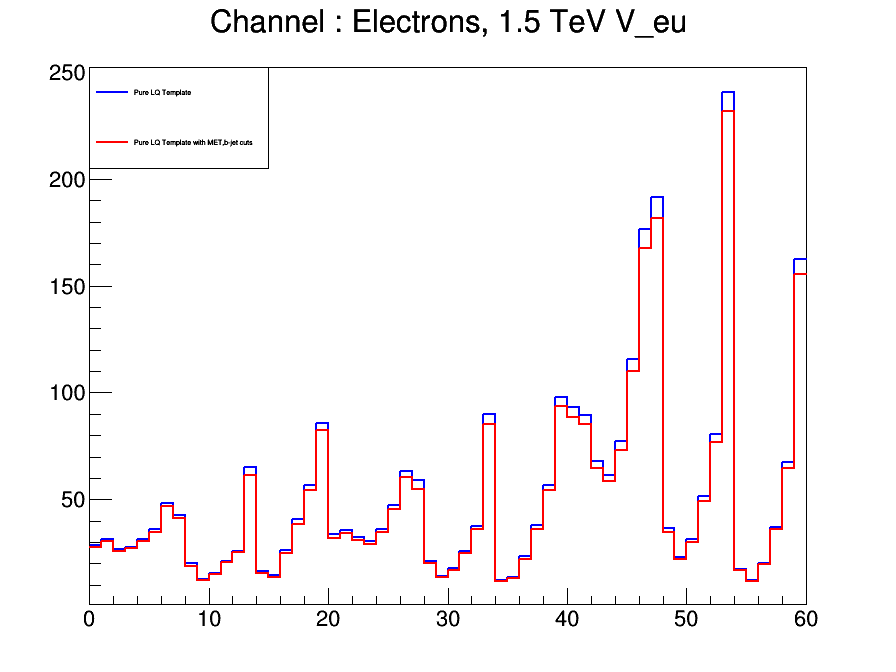 Channel : Electrons, 1.5 TeV V_eu
250
Pure LQ Template
Pure LQ Template with MET,b-jet cuts
200
150
100
50
0 10 20 30 40 50 60